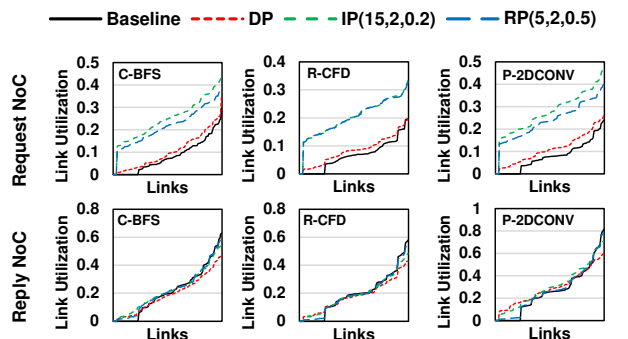 Baseline DP IP(15,2,0.2) RP(5,2,0.5)
Request NoC
Link Utilization
0.5
0.4
0.3
0.2
0.1
0
C-BFS
Links
Link Utilization
0.4
0.3
0.2
0.1
0
R-CFD
Links
Link Utilization
0.5
0.4
0.3
0.2
0.1
0
P-2DCONV
Links
Reply NoC
Link Utilization
0.8
0.6
0.4
0.2
0
C-BFS
Links
Link Utilization
0.8
0.6
0.4
0.2
0
R-CFD
Links
Link Utilization
1
0.8
0.6
0.4
0.2
0
P-2DCONV
Links